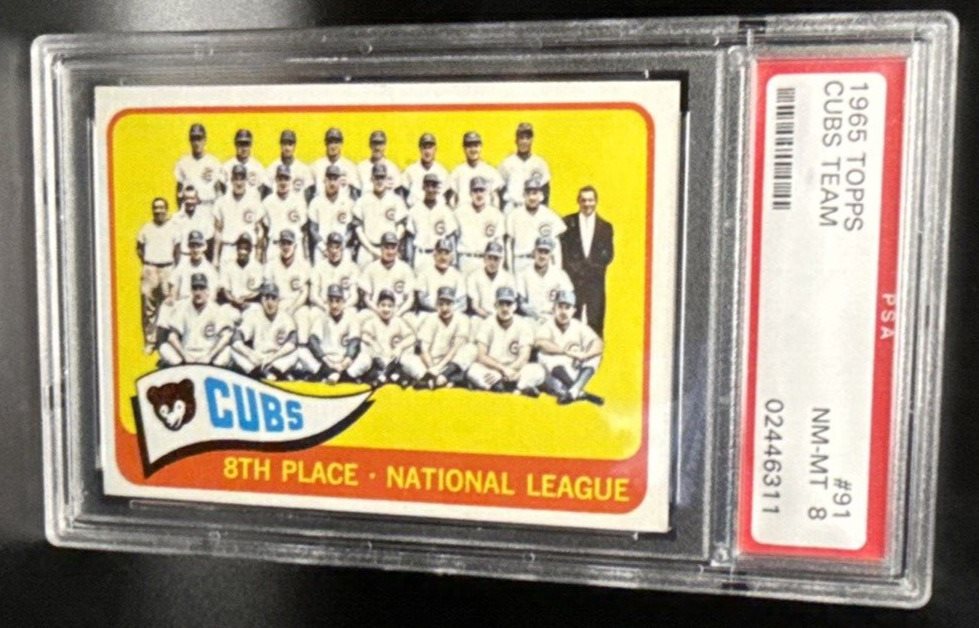 CUBS
8TH PLACE · NATIONAL LEAGUE
1965 TOPPS
CUBS TEAM
#91
NM-MT 8
02446311
PSA